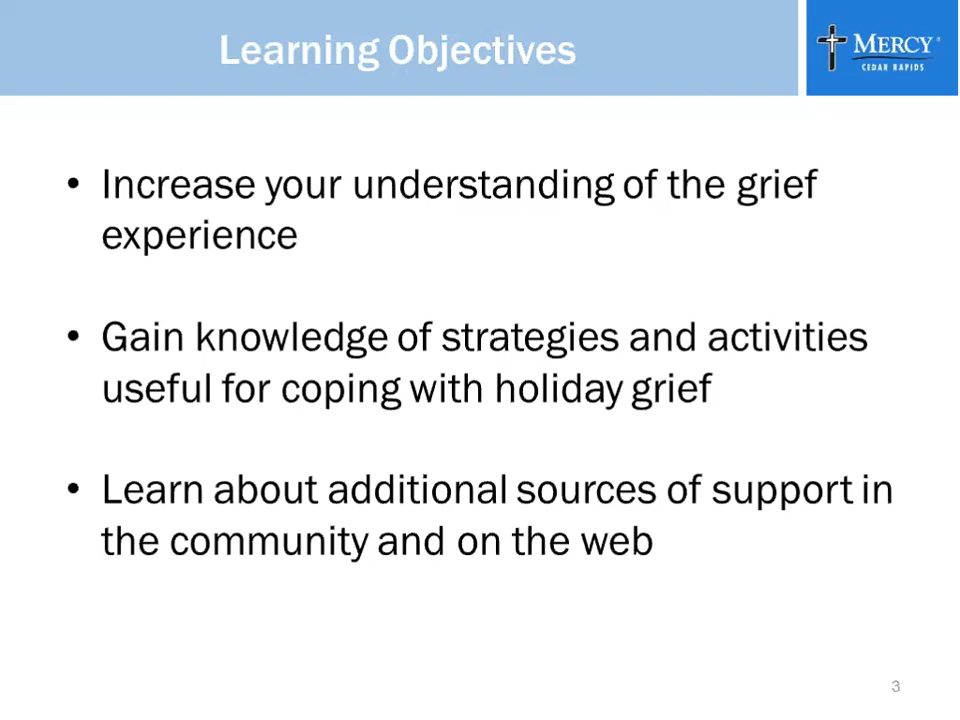 Learning Objectives
MERCY®
CEDAR RAPIDS
• Increase your understanding of the grief
experience
• Gain knowledge of strategies and activities
useful for coping with holiday grief
• Learn about additional sources of support in
the community and on the web
3